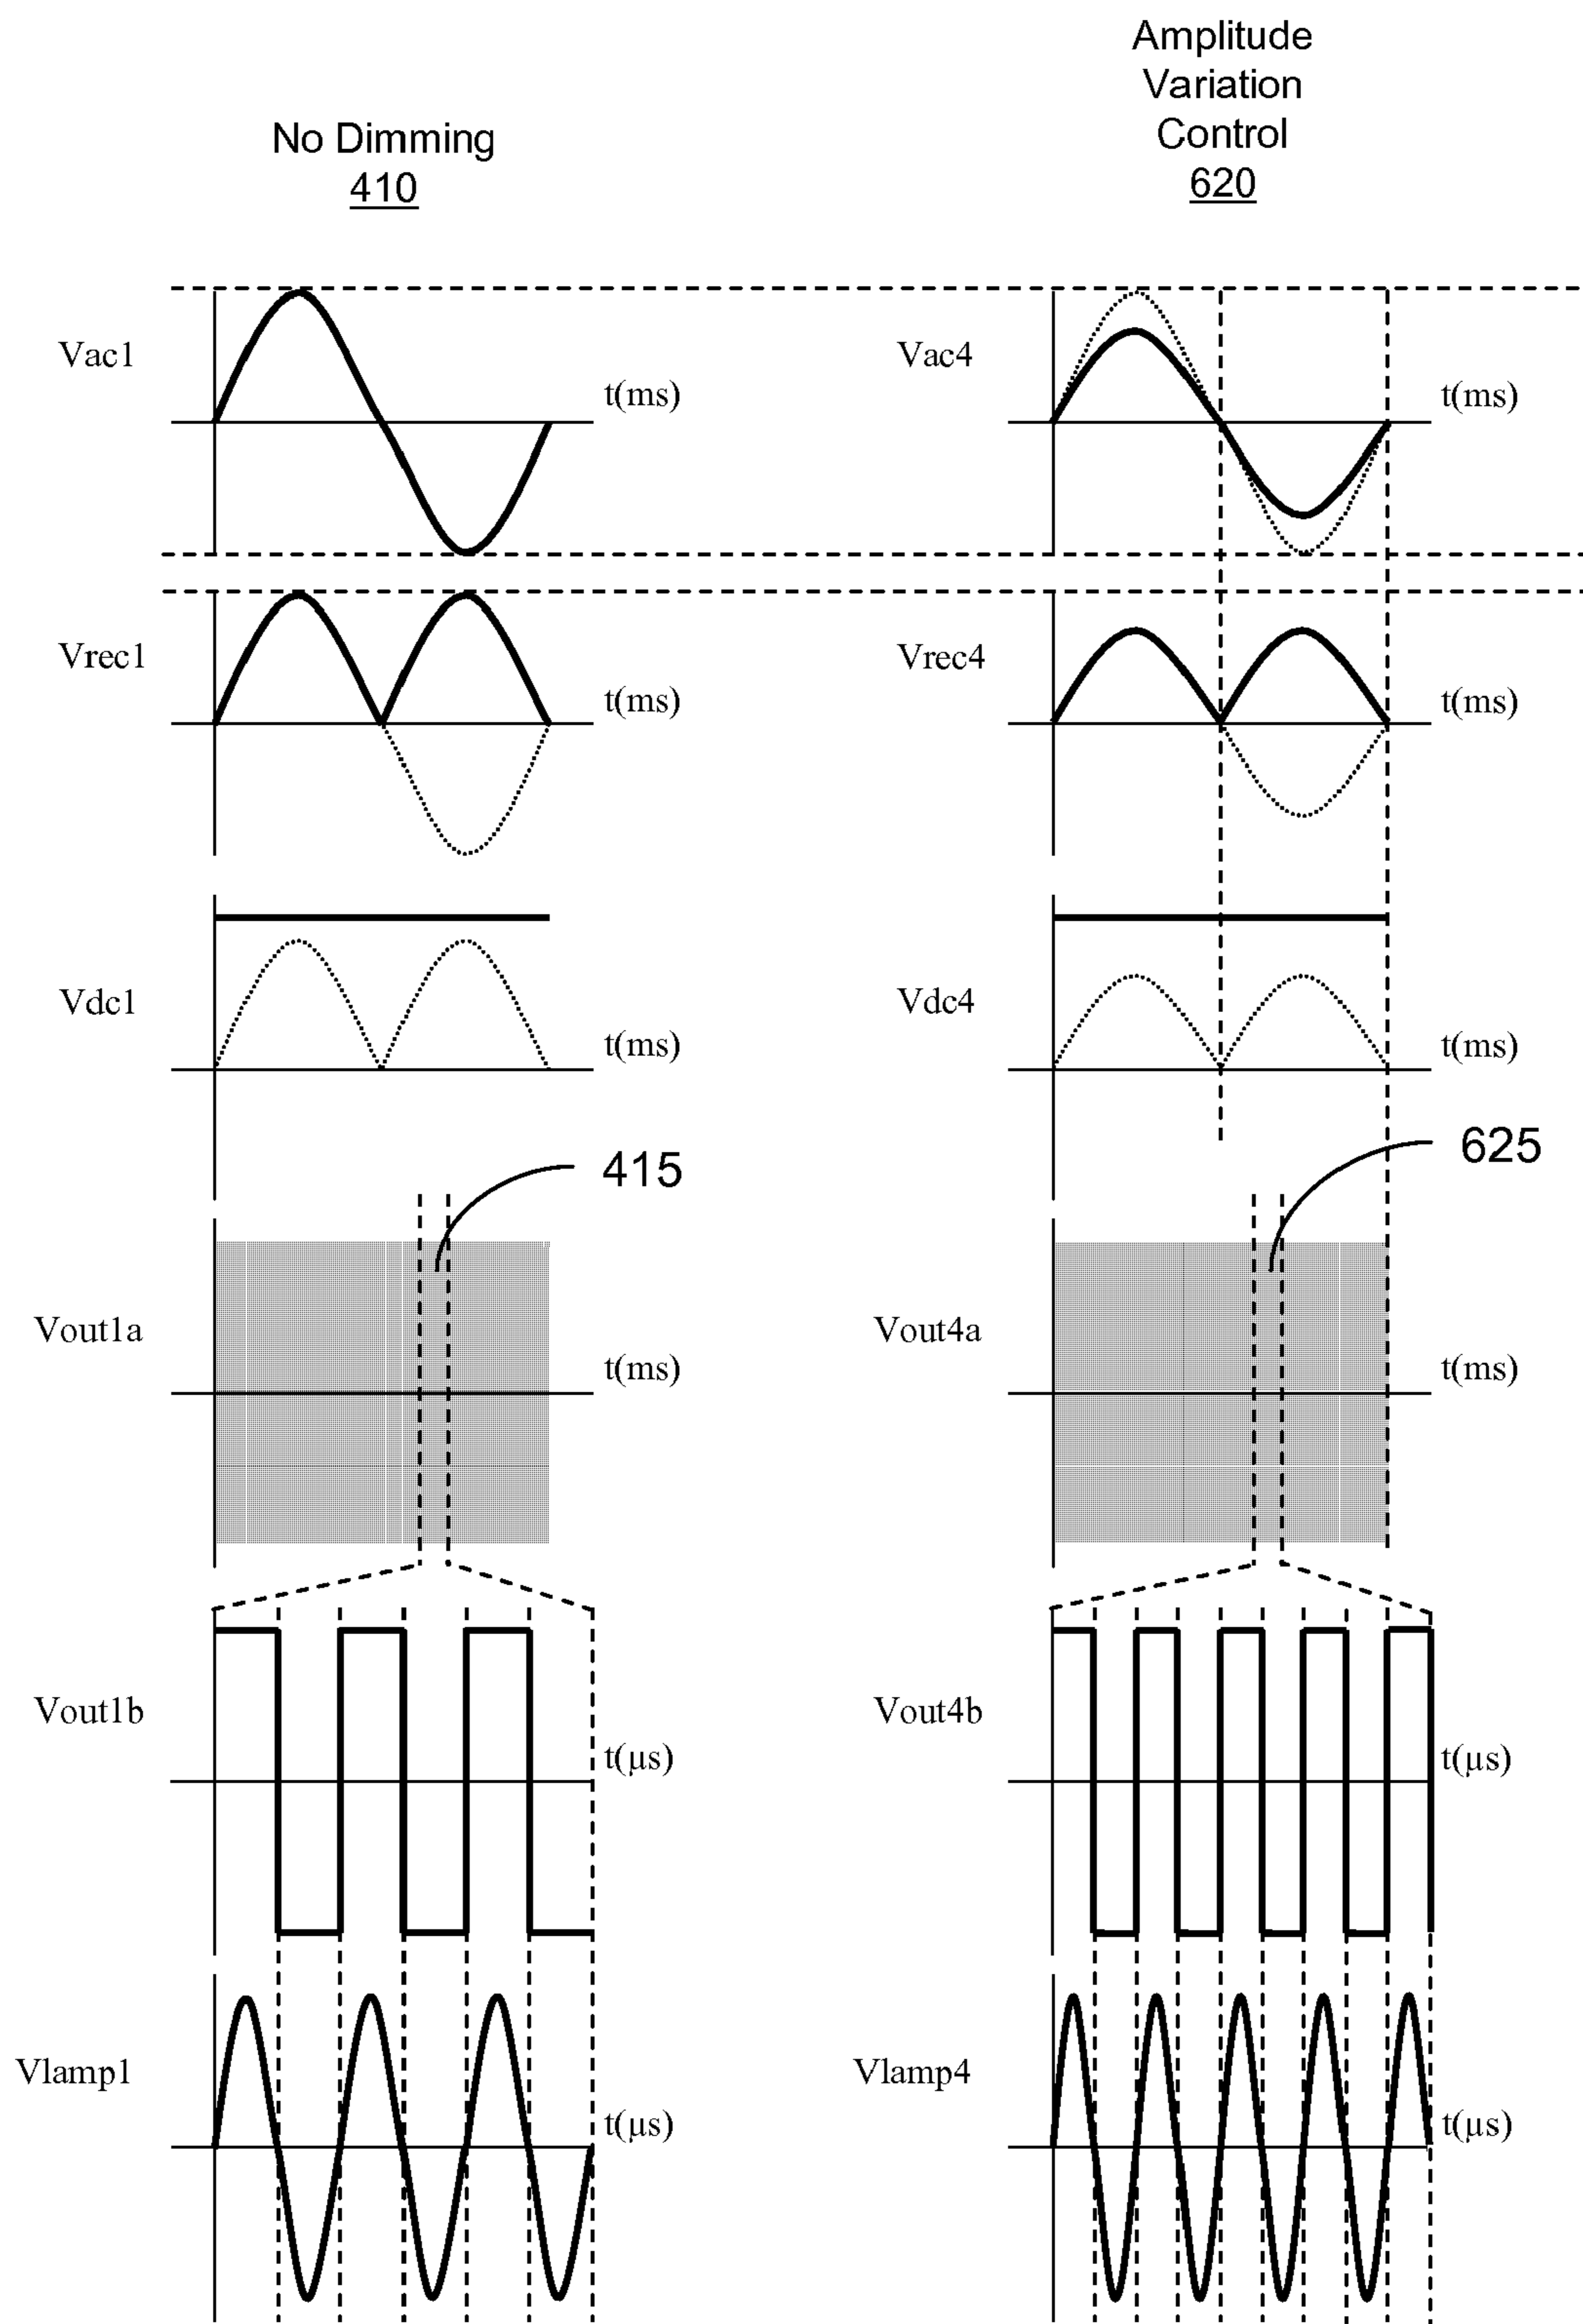 Amplitude
Variation
Control
620
No Dimming
410
Vac1
t(ms)
Vac4
t(ms)
Vrec1
t(ms)
Vrec4
t(ms)
Vdc1
t(ms)
Vdc4
t(ms)
415
625
Vout1a
t(ms)
Vout4a
t(ms)
Vout1b
t(µs)
Vout4b
t(µs)
Vlamp1
t(µs)
Vlamp4
t(µs)